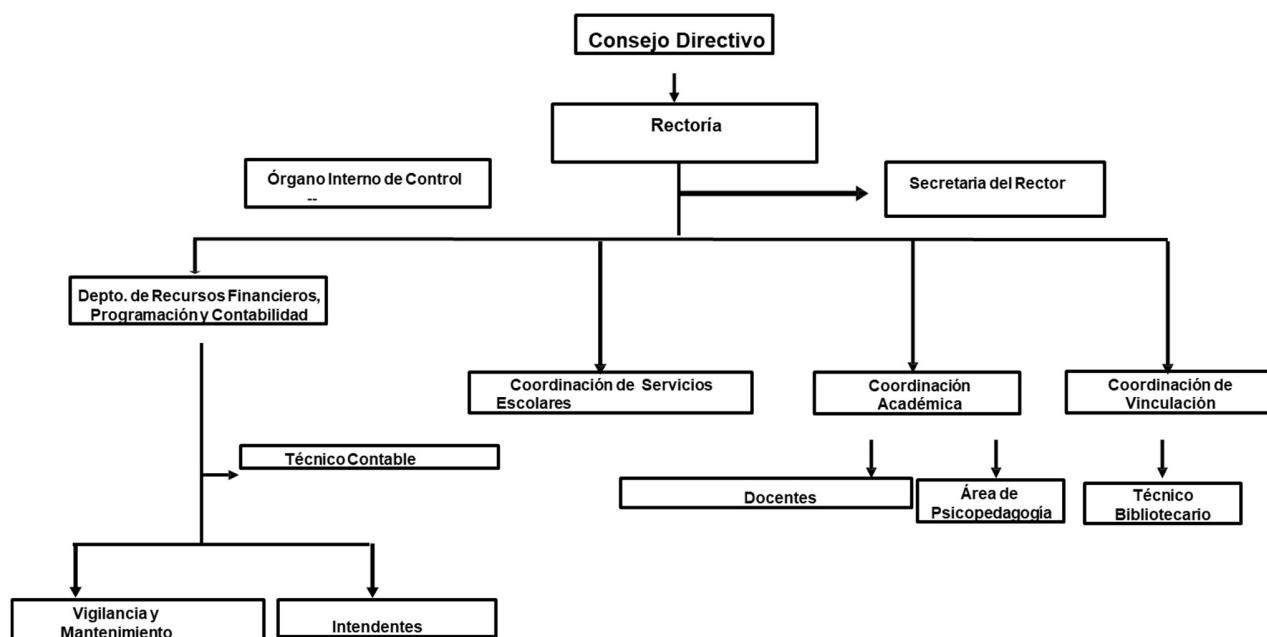 Consejo Directivo
Rectoría
Órgano Interno de Control
--
Secretaria del Rector
Depto. de Recursos Financieros,
Programación y Contabilidad
Coordinación de Servicios
Escolares
Coordinación
Académica
Coordinación de
Vinculación
Técnico Contable
Docentes
Área de
Psicopedagogía
Técnico
Bibliotecario
Vigilancia y
Mantenimiento
Intendentes